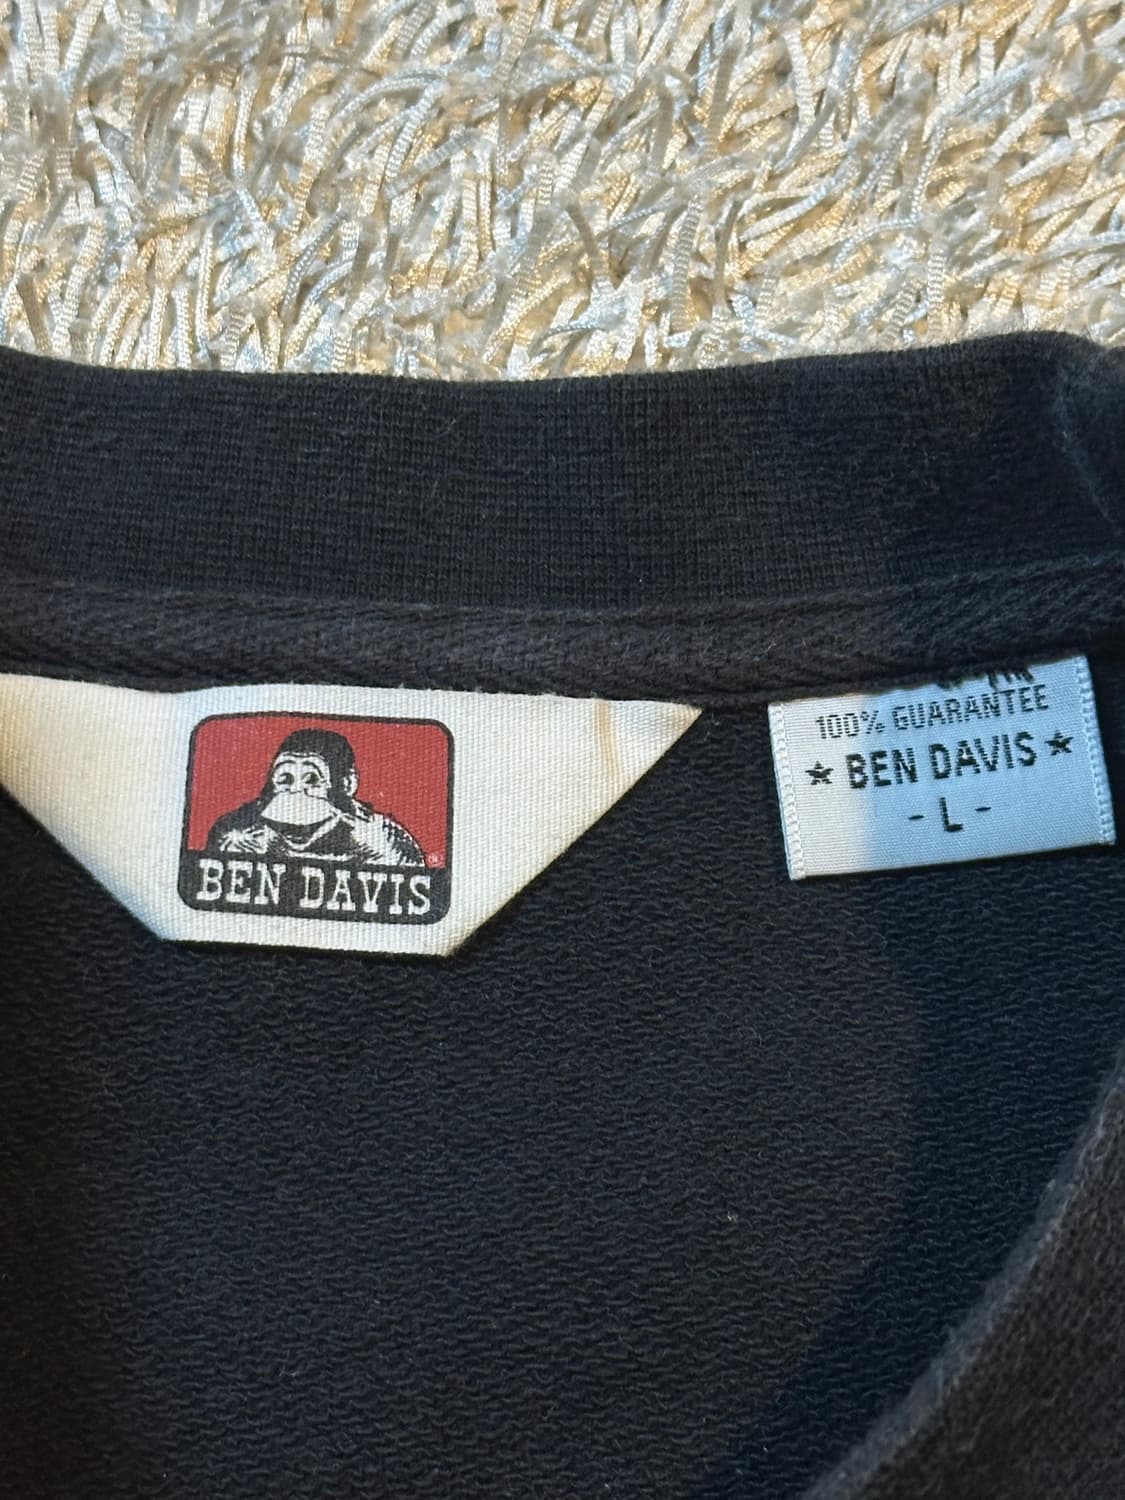 BEN DAVIS
100% GUARANTEE
★ BEN DAVIS ★
- L -